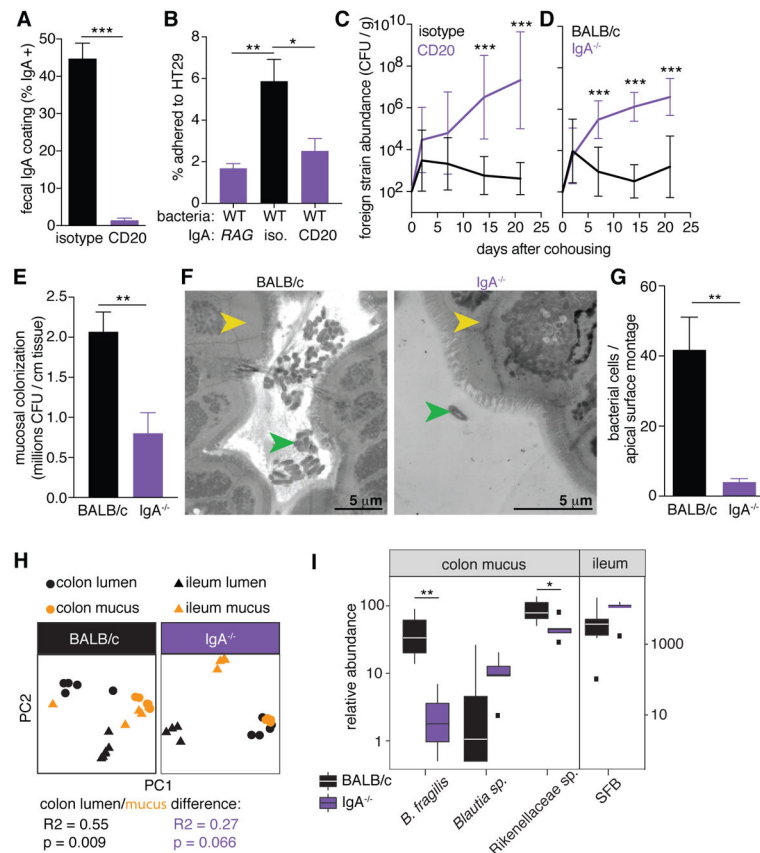 A
***
fecal IgA coating (% IgA +)
50
40
30
20
10
0
isotype CD20
B
** *
% adhered to HT29
8
6
4
2
0
bacteria: WT WT WT
IgA: RAG iso. CD20
C
isotype
CD20
***
***
foreign strain abundance (CFU / g)
10^10
10^8
10^6
10^4
10^2
0 5 10 15 20 25
D
BALB/c
IgA-/-
*** *** ***
0 5 10 15 20 25
days after cohousing
E
**
mucosal colonization
(millions CFU / cm tissue)
2.5
2.0
1.5
1.0
0.5
0.0
BALB/c IgA-/-
F
BALB/c
IgA-/-
5 µm
5 µm
G
**
bacterial cells /
apical surface montage
60
40
20
0
BALB/c IgA-/-
H
colon lumen ileum lumen
colon mucus ileum mucus
BALB/c IgA-/-
PC2
PC1
colon lumen/mucus difference:
R2 = 0.55 R2 = 0.27
p = 0.009 p = 0.066
I
colon mucus ileum
** *
relative abundance
100
10
1
1000
10
BALB/c
IgA-/-
B. fragilis
Blautia sp.
Rikenellaceae sp.
SFB